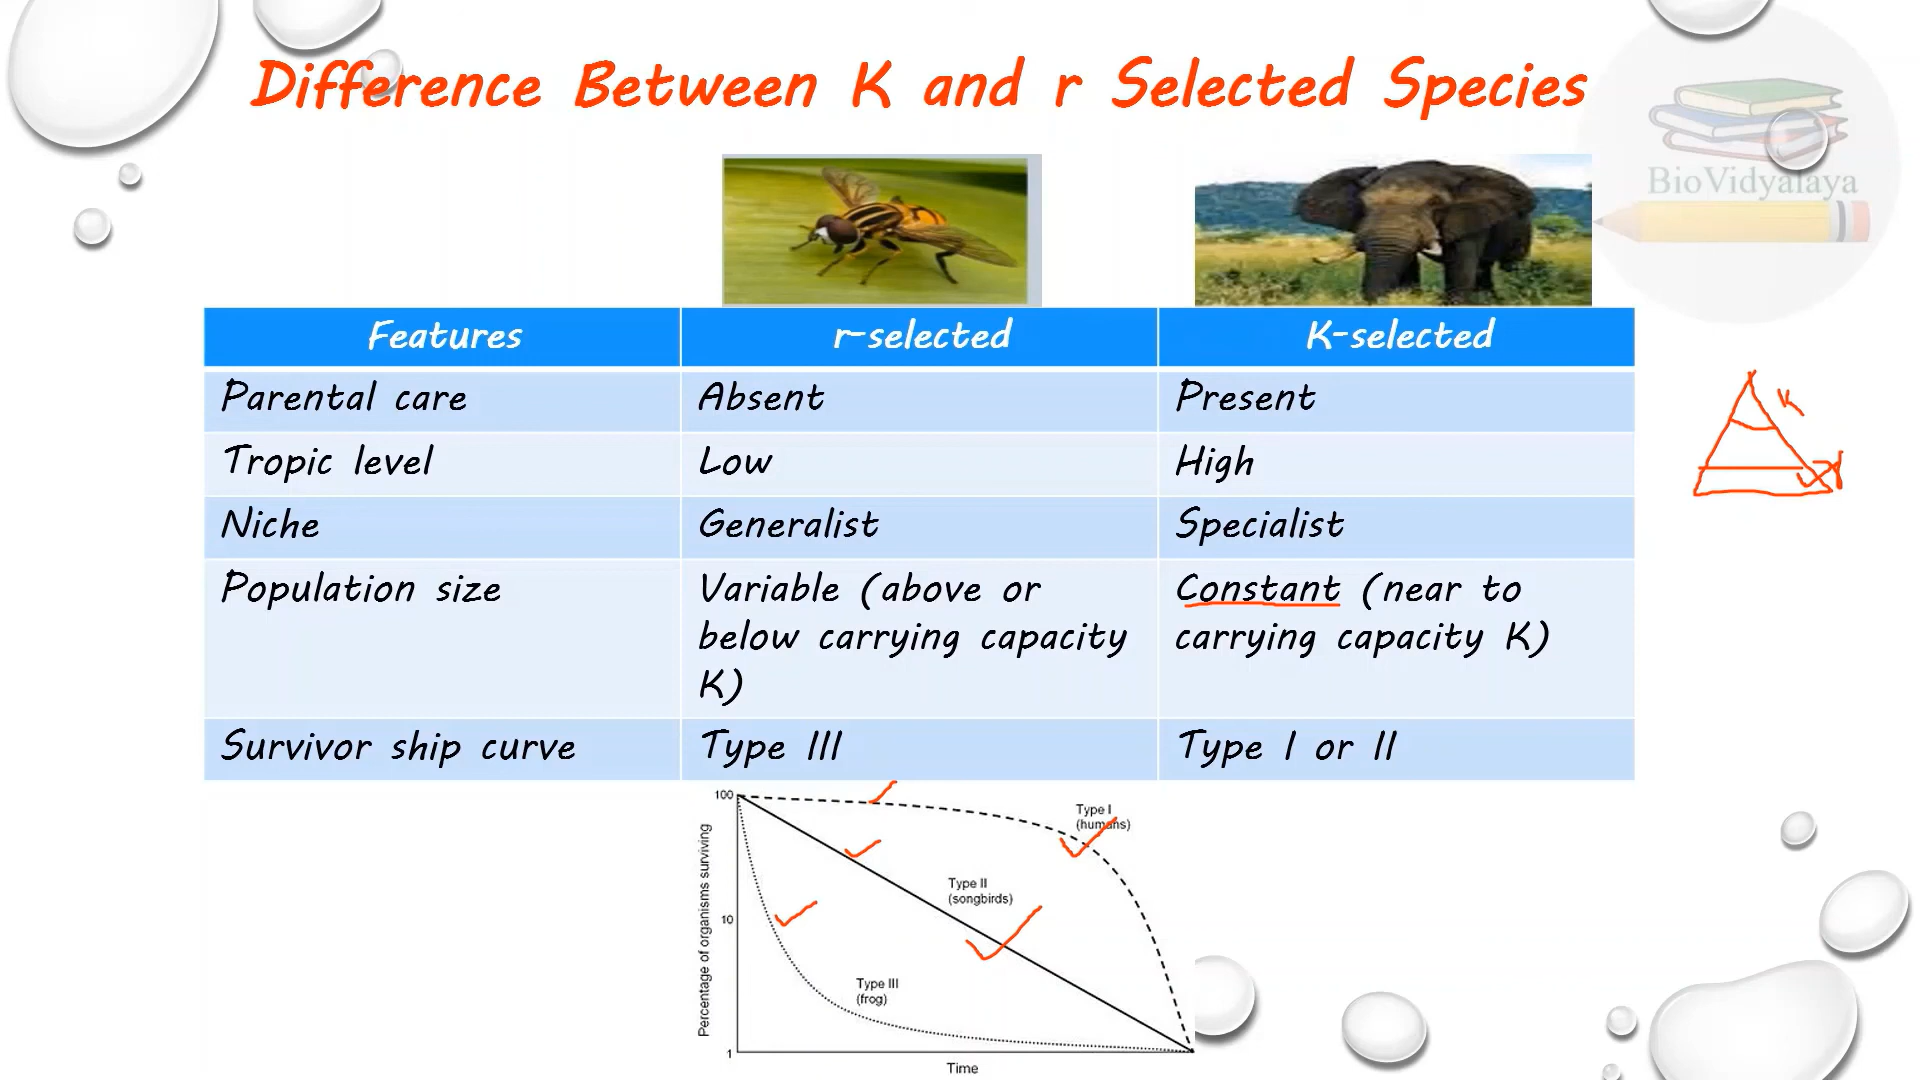 Difference Between K and r Selected Species
BioVidyalaya
Features r-selected K-selected
Parental care Absent Present
Tropic level Low High
Niche Generalist Specialist
Population size Variable (above or Constant (near to
below carrying capacity carrying capacity K)
K)
Survivor ship curve Type III Type I or II
K
r
100
Type I
(humans)
Percentage of organisms surviving
Type II
(songbirds)
10
Type III
(frog)
1
Time